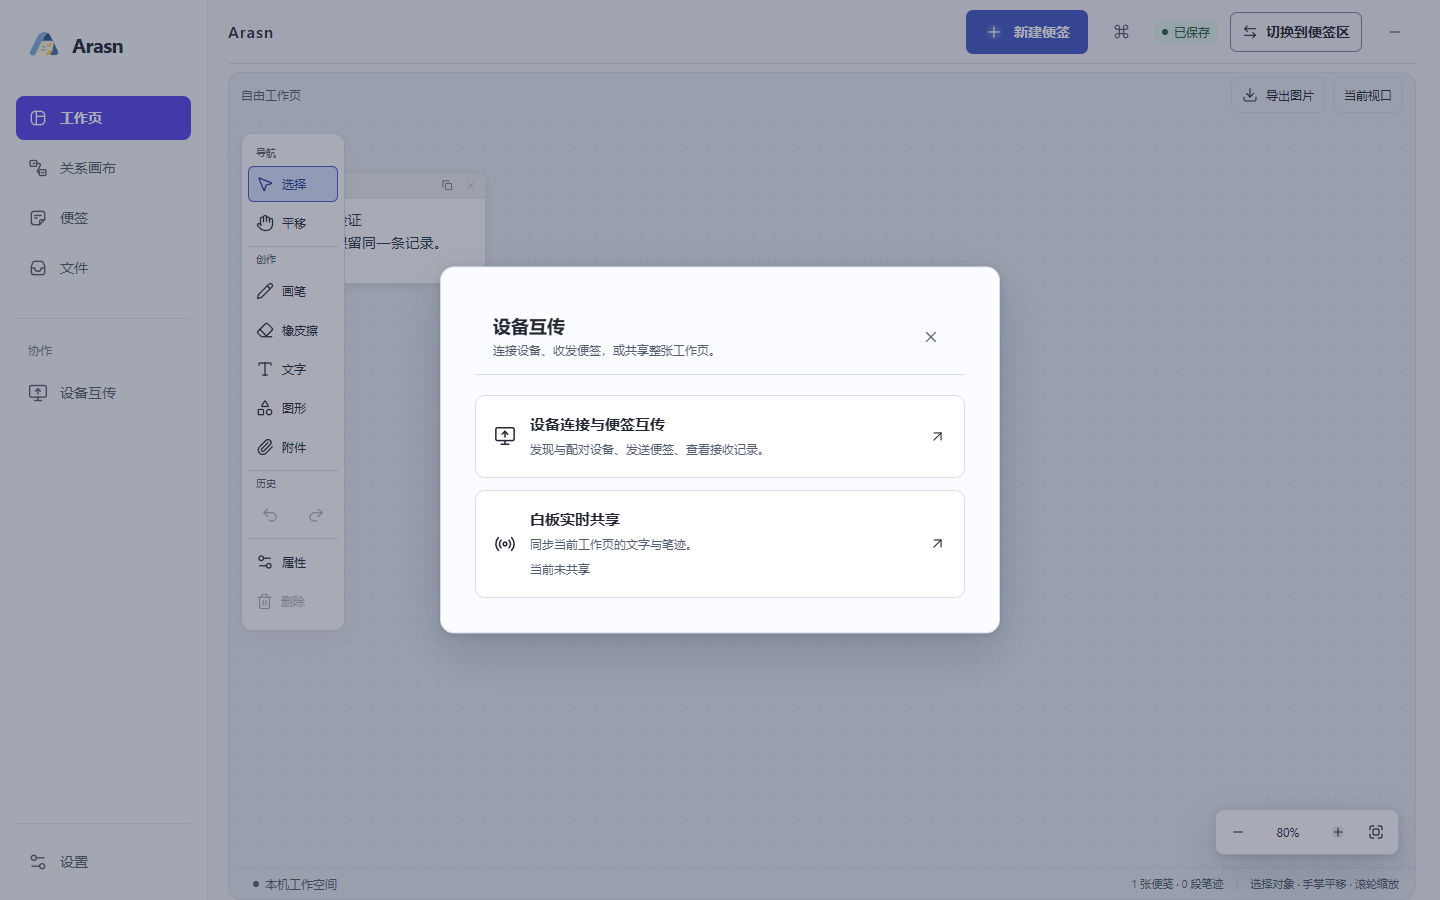 Arasn
工作页
关系画布
便签
文件
协作
设备互传
设置
Arasn
新建便签
已保存
切换到便签区
自由工作页
导出图片
当前视口
导航
选择
平移
创作
画笔
橡皮擦
文字
图形
附件
历史
属性
删除
证
留同一条记录。
设备互传
连接设备、收发便签，或共享整张工作页。
设备连接与便签互传
发现与配对设备、发送便签、查看接收记录。
白板实时共享
同步当前工作页的文字与笔迹。
当前未共享
80%
本机工作空间
1 张便笺 · 0 段笔迹
选择对象 · 手掌平移 · 滚轮缩放